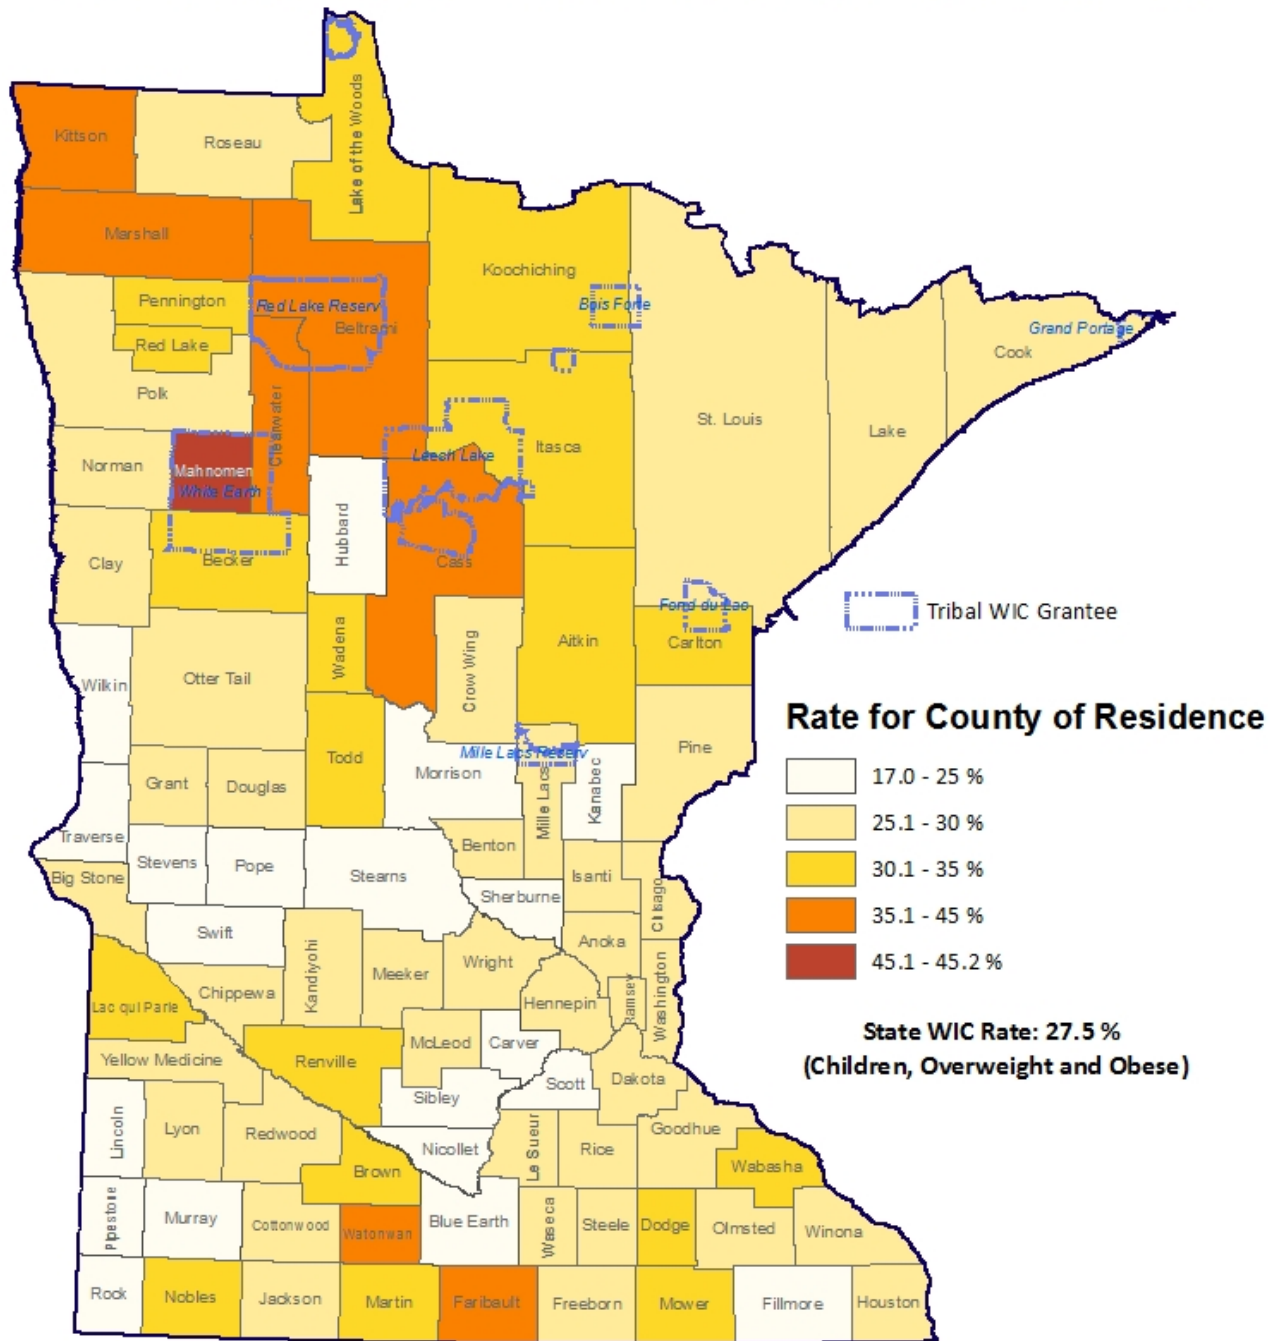 Kittson
Roseau
Lake of the Woods
Marshall
Koochiching
Pennington
Red Lake Reserv
Beltrami
Bois Forte
Grand Portage
Red Lake
Cook
Polk
Clearwater
St. Louis
Lake
Itasca
Norman
Mahnomen
Leech Lake
White Earth
Hubbard
Clay
Becker
Cass
Fond du Lac
Tribal WIC Grantee
Wadena
Crow Wing
Aitkin
Carlton
Wilkin
Otter Tail
Rate for County of Residence
Todd
Mille Lacs Reserv
Pine
Grant
Douglas
Morrison
Mille Lacs
Kanabec
17.0 - 25 %
25.1 - 30 %
30.1 - 35 %
35.1 - 45 %
45.1 - 45.2 %
Traverse
Stevens
Pope
Benton
Big Stone
Stearns
Isanti
Sherburne
Chisago
Swift
Kandiyohi
Anoka
Meeker
Wright
Chippewa
Hennepin
Ramsey
Washington
Lac qui Parle
State WIC Rate: 27.5 %
(Children, Overweight and Obese)
Yellow Medicine
Renville
McLeod
Carver
Scott
Dakota
Sibley
Lincoln
Lyon
Redwood
Nicollet
Le Sueur
Rice
Goodhue
Brown
Wabasha
Pipestone
Murray
Cottonwood
Watonwan
Blue Earth
Waseca
Steele
Dodge
Olmsted
Winona
Rock
Nobles
Jackson
Martin
Faribault
Freeborn
Mower
Fillmore
Houston